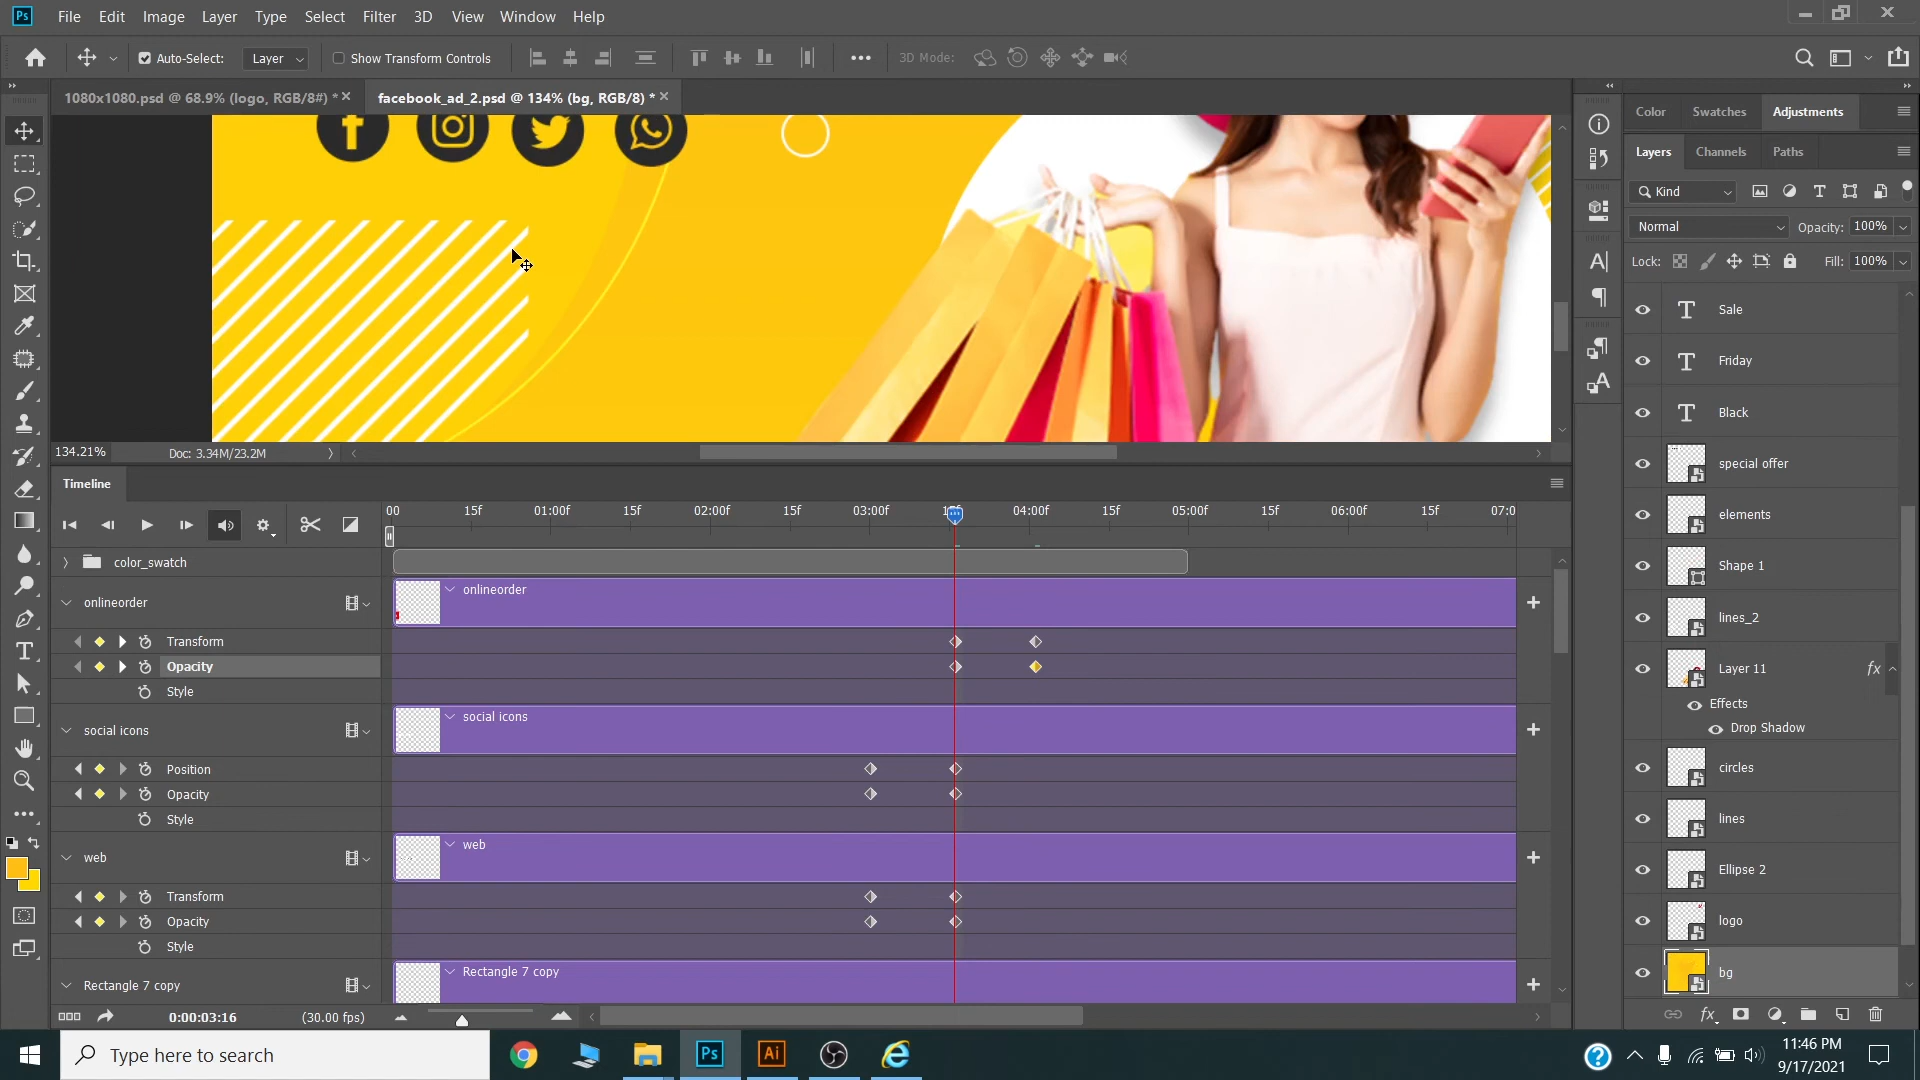 Ps File Edit Image Layer Type Select Filter 3D View Window Help
Auto-Select: Layer Show Transform Controls 3D Mode:
1080x1080.psd @ 68.9% (logo, RGB/8#) *
facebook_ad_2.psd @ 134% (bg, RGB/8) *
134.21% Doc: 3.34M/23.2M
Timeline
00 15f 01:00f 15f 02:00f 15f 03:00f 04:00f 15f 05:00f 15f 06:00f 15f 07:0
color_swatch
onlineorder onlineorder
Transform
Opacity
Style
social icons social icons
Position
Opacity
Style
web web
Transform
Opacity
Style
Rectangle 7 copy Rectangle 7 copy
0:00:03:16 (30.00 fps)
Color Swatches Adjustments
Layers Channels Paths
Kind
Normal Opacity: 100%
Lock: Fill: 100%
Sale
Friday
Black
special offer
elements
Shape 1
lines_2
Layer 11 fx
Effects
Drop Shadow
circles
lines
Ellipse 2
logo
bg
fx
Type here to search
Ps Ai
11:46 PM
9/17/2021